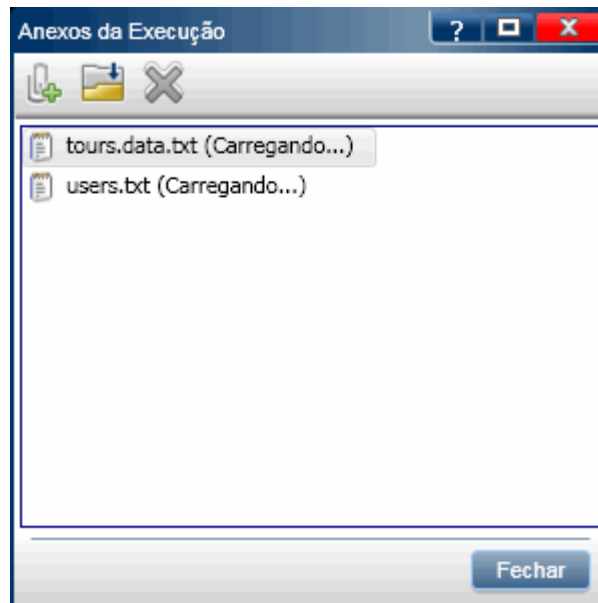 Anexos da Execução
?
tours.data.txt (Carregando...)
users.txt (Carregando...)
Fechar